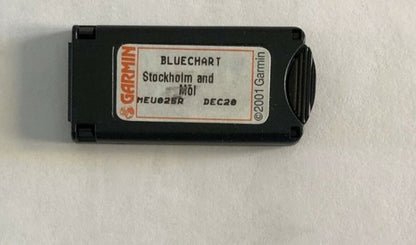 GARMIN
BLUECHART
Stockholm and
Möl
MEU025R DEC20
©2001 Garmin